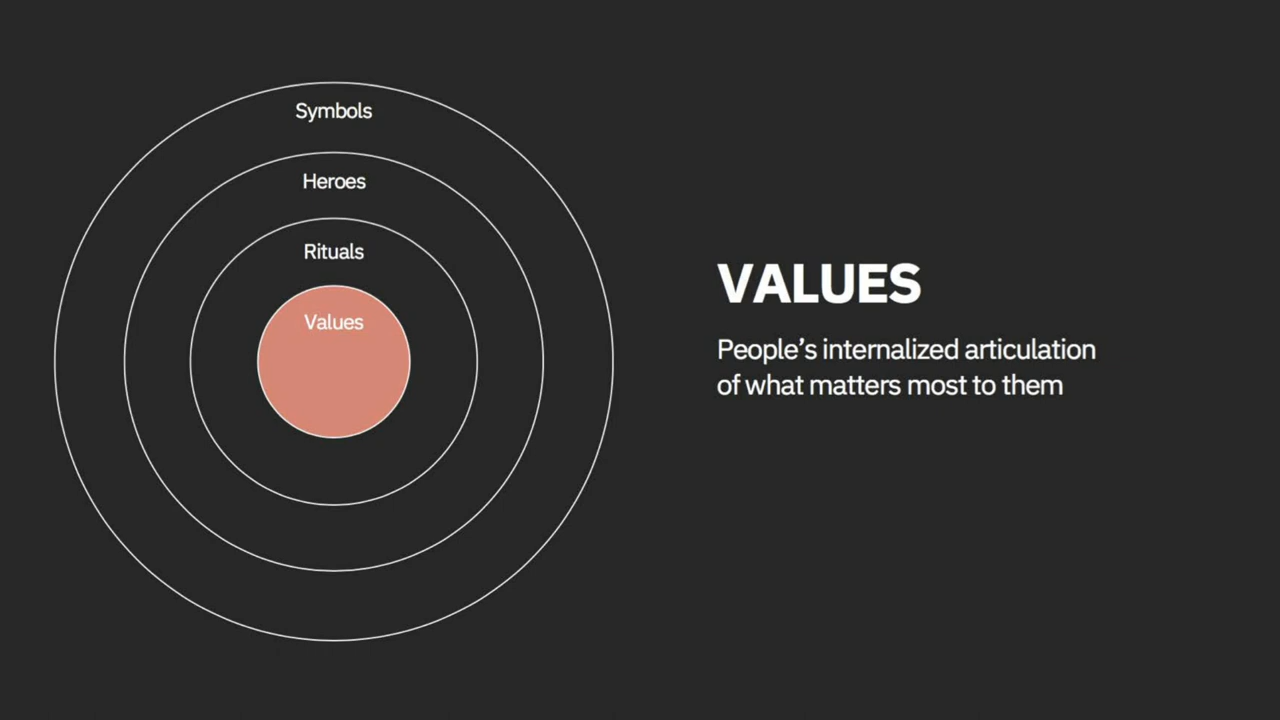 Symbols
Heroes
Rituals
Values
VALUES
People’s internalized articulation
of what matters most to them